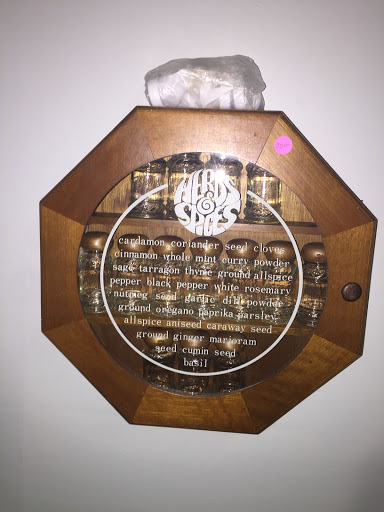 HERBS
&
SPICES
cardamon coriander seed cloves
cinnamon whole mint curry powder
sage tarragon thyme ground allspice
pepper black pepper white rosemary
nutmeg seed garlic dill powder
ground oregano paprika parsley
allspice aniseed caraway seed
ground ginger marjoram
seed cumin seed
basil